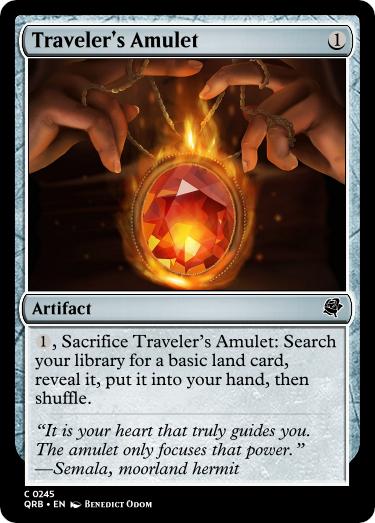 Traveler's Amulet 1
Artifact
1, Sacrifice Traveler's Amulet: Search
your library for a basic land card,
reveal it, put it into your hand, then
shuffle.
“It is your heart that truly guides you.
The amulet only focuses that power.”
—Semala, moorland hermit
C 0245
QRB • EN Benedict Odom